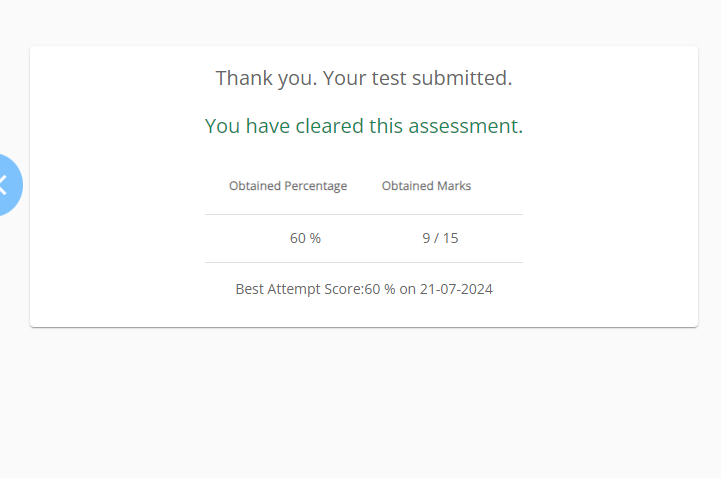 Thank you. Your test submitted.
You have cleared this assessment.
Obtained Percentage Obtained Marks
60 % 9 / 15
Best Attempt Score:60 % on 21-07-2024